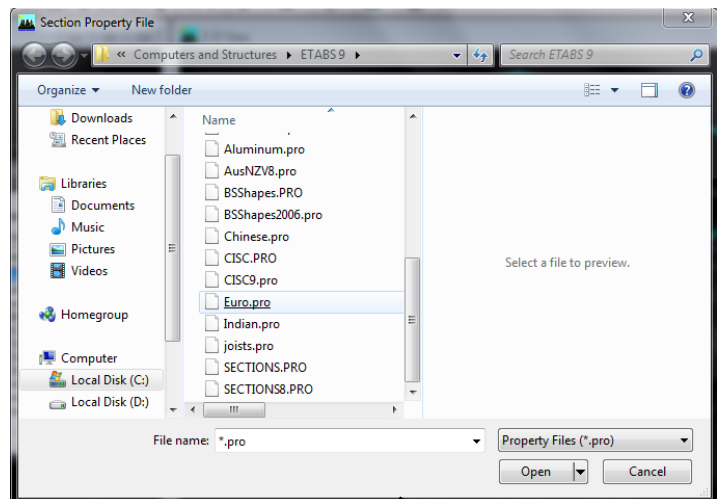 Section Property File
« Computers and Structures ETABS 9
Search ETABS 9
Organize
New folder
Downloads
Recent Places
Libraries
Documents
Music
Pictures
Videos
Homegroup
Computer
Local Disk (C:)
Local Disk (D:)
Name
Aluminum.pro
AusNZV8.pro
BSShapes.PRO
BSShapes2006.pro
Chinese.pro
CISC.PRO
CISC9.pro
Euro.pro
Indian.pro
joists.pro
SECTIONS.PRO
SECTIONS8.PRO
Select a file to preview.
File name: *.pro
Property Files (*.pro)
Open
Cancel